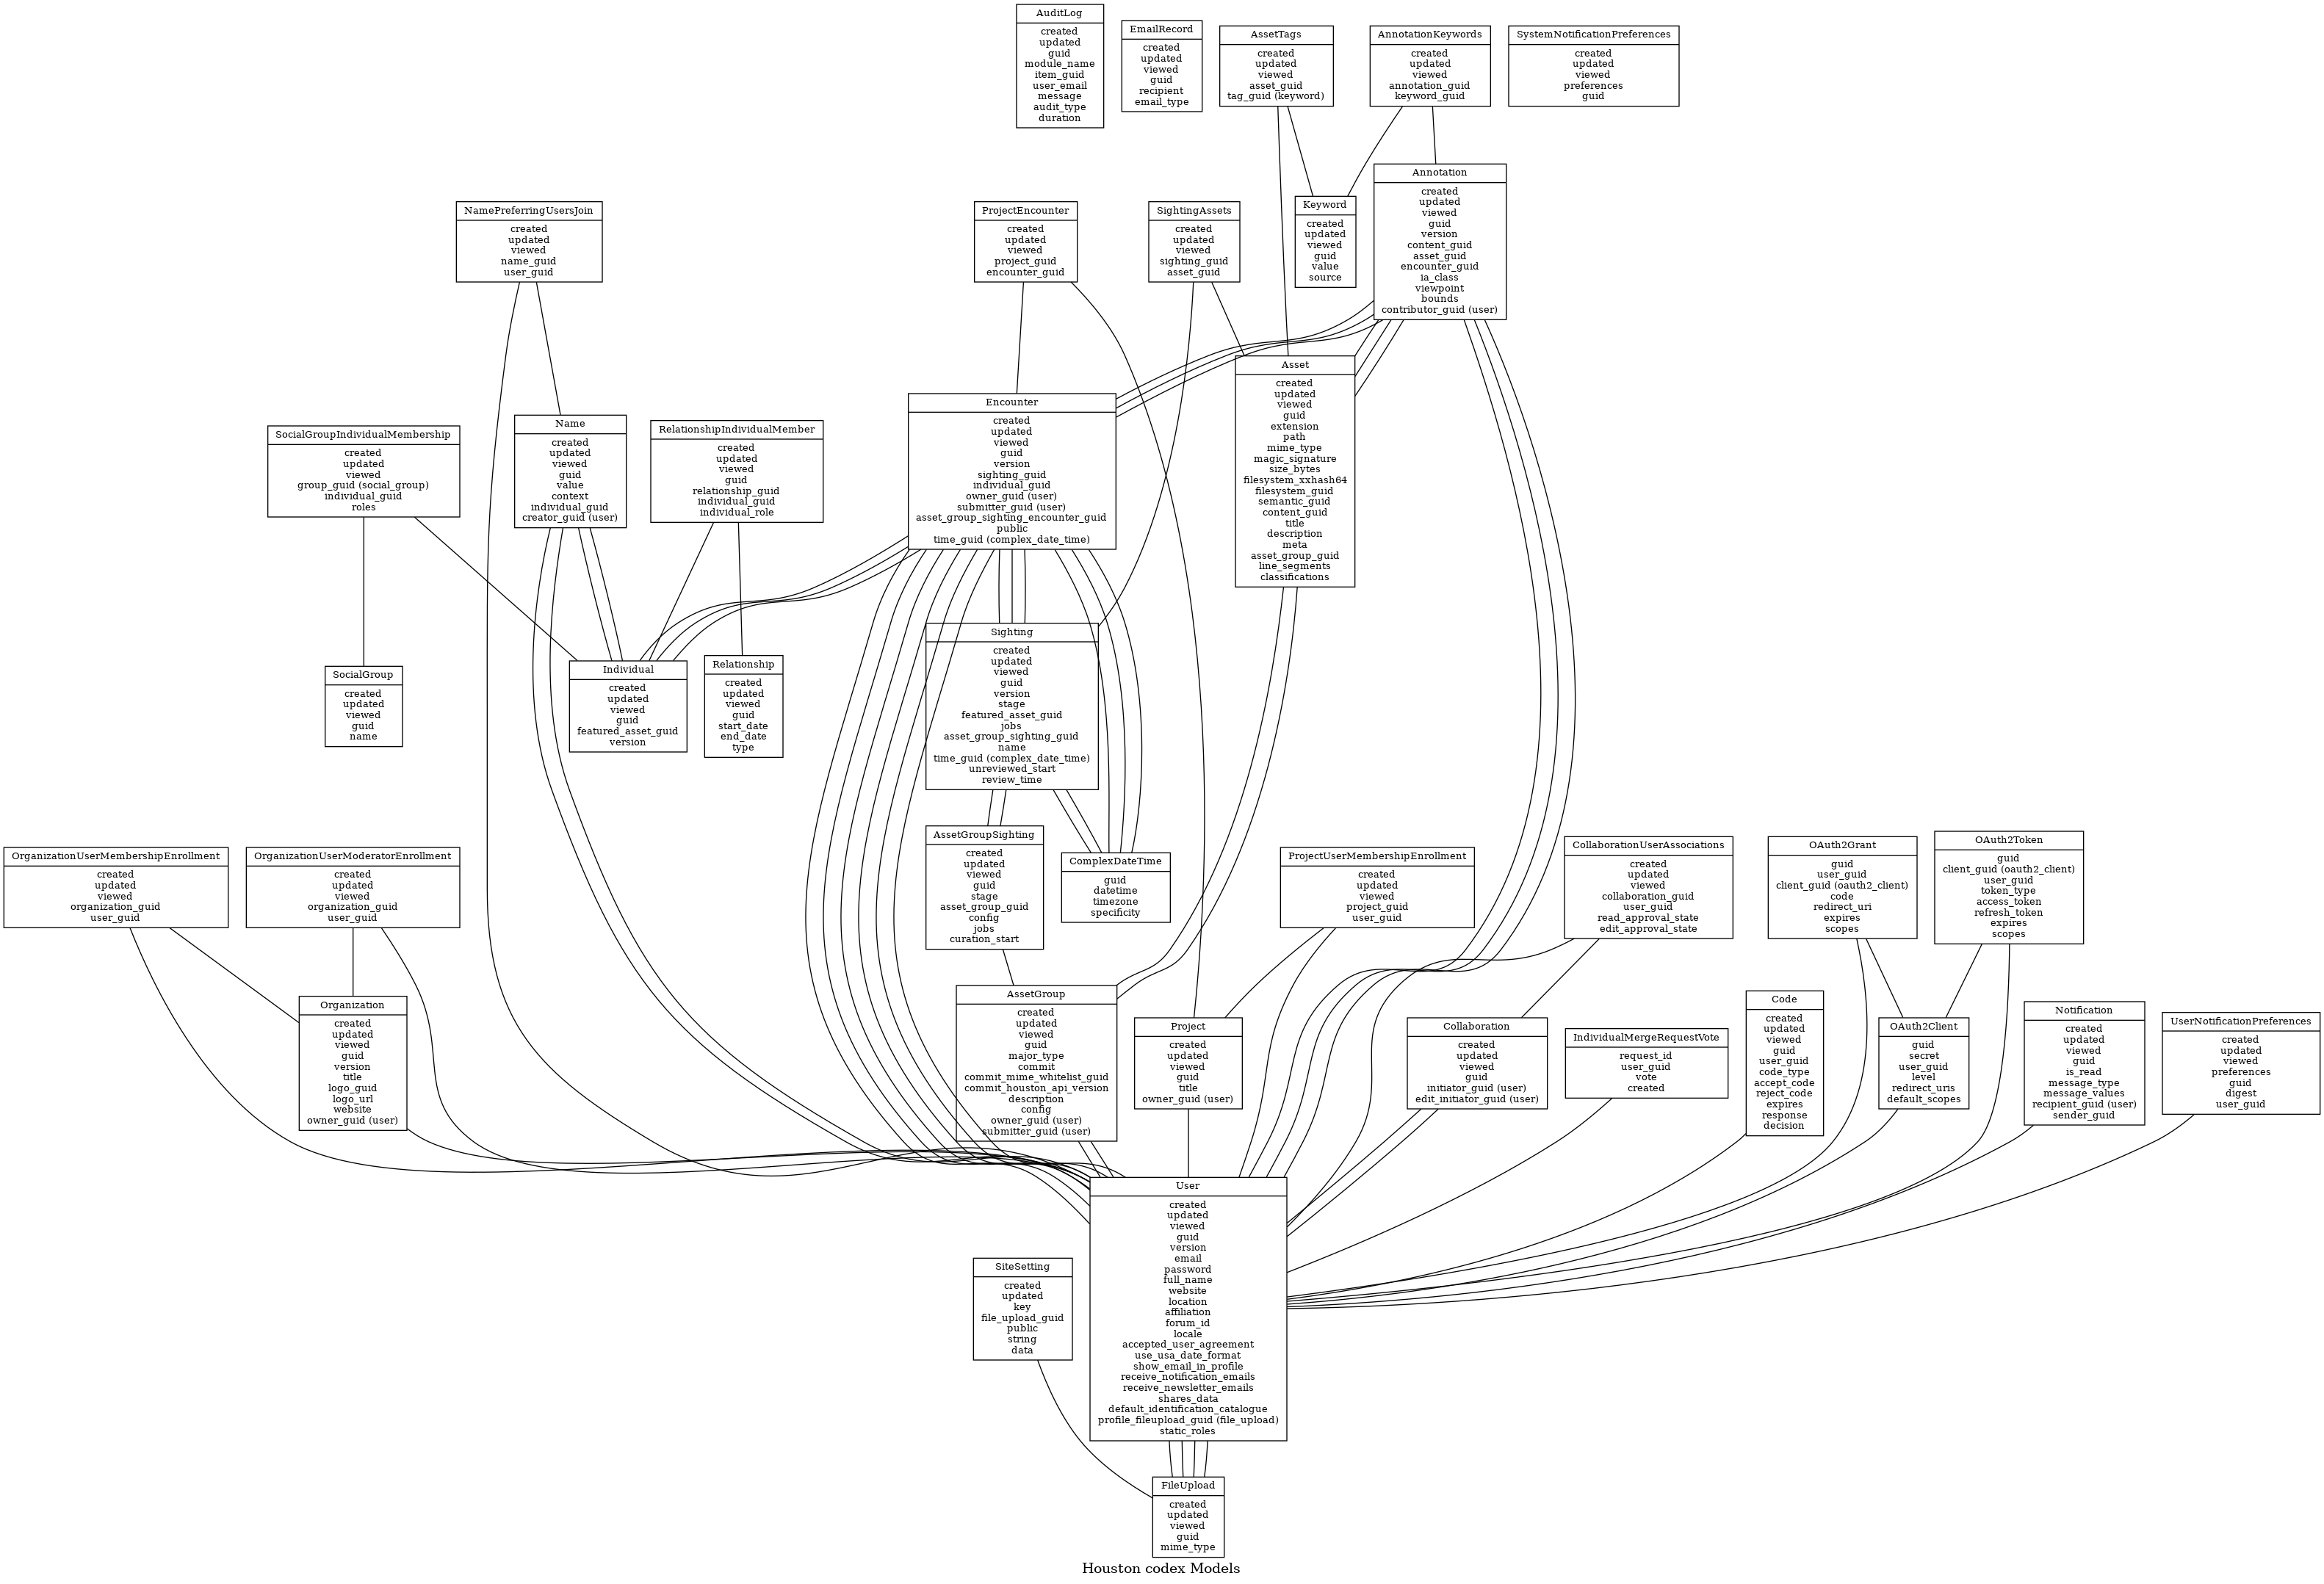 AuditLog
created
updated
guid
module_name
item_guid
user_email
message
audit_type
duration
EmailRecord
created
updated
viewed
guid
recipient
email_type
AssetTags
created
updated
viewed
asset_guid
tag_guid (keyword)
AnnotationKeywords
created
updated
viewed
annotation_guid
keyword_guid
SystemNotificationPreferences
created
updated
viewed
preferences
guid
NamePreferringUsersJoin
created
updated
viewed
name_guid
user_guid
ProjectEncounter
created
updated
viewed
project_guid
encounter_guid
SightingAssets
created
updated
viewed
sighting_guid
asset_guid
Keyword
created
updated
viewed
guid
value
source
Annotation
created
updated
viewed
guid
version
content_guid
asset_guid
encounter_guid
ia_class
viewpoint
bounds
contributor_guid (user)
SocialGroupIndividualMembership
created
updated
viewed
group_guid (social_group)
individual_guid
roles
Name
created
updated
viewed
guid
value
context
individual_guid
creator_guid (user)
RelationshipIndividualMember
created
updated
viewed
guid
relationship_guid
individual_guid
individual_role
Encounter
created
updated
viewed
guid
version
sighting_guid
individual_guid
owner_guid (user)
submitter_guid (user)
asset_group_sighting_encounter_guid
public
time_guid (complex_date_time)
Asset
created
updated
viewed
guid
extension
path
mime_type
magic_signature
size_bytes
filesystem_xxhash64
filesystem_guid
semantic_guid
content_guid
title
description
meta
asset_group_guid
line_segments
classifications
SocialGroup
created
updated
viewed
guid
name
Individual
created
updated
viewed
guid
featured_asset_guid
version
Relationship
created
updated
viewed
guid
start_date
end_date
type
Sighting
created
updated
viewed
guid
version
stage
featured_asset_guid
jobs
asset_group_sighting_guid
name
time_guid (complex_date_time)
unreviewed_start
review_time
OrganizationUserMembershipEnrollment
created
updated
viewed
organization_guid
user_guid
OrganizationUserModeratorEnrollment
created
updated
viewed
organization_guid
user_guid
AssetGroupSighting
created
updated
viewed
guid
stage
asset_group_guid
config
jobs
curation_start
ComplexDateTime
guid
datetime
timezone
specificity
ProjectUserMembershipEnrollment
created
updated
viewed
project_guid
user_guid
CollaborationUserAssociations
created
updated
viewed
collaboration_guid
user_guid
read_approval_state
edit_approval_state
OAuth2Grant
guid
user_guid
client_guid (oauth2_client)
code
redirect_uri
expires
scopes
OAuth2Token
guid
client_guid (oauth2_client)
user_guid
token_type
access_token
refresh_token
expires
scopes
Organization
created
updated
viewed
guid
version
title
logo_guid
logo_url
website
owner_guid (user)
AssetGroup
created
updated
viewed
guid
major_type
commit
commit_mime_whitelist_guid
commit_houston_api_version
description
config
owner_guid (user)
submitter_guid (user)
Project
created
updated
viewed
guid
title
owner_guid (user)
Collaboration
created
updated
viewed
guid
initiator_guid (user)
edit_initiator_guid (user)
IndividualMergeRequestVote
request_id
user_guid
vote
created
Code
created
updated
viewed
guid
user_guid
code_type
accept_code
reject_code
expires
response
decision
OAuth2Client
guid
secret
user_guid
level
redirect_uris
default_scopes
Notification
created
updated
viewed
guid
is_read
message_type
message_values
recipient_guid (user)
sender_guid
UserNotificationPreferences
created
updated
viewed
preferences
guid
digest
user_guid
SiteSetting
created
updated
key
file_upload_guid
public
string
data
User
created
updated
viewed
guid
version
email
password
full_name
website
location
affiliation
forum_id
locale
accepted_user_agreement
use_usa_date_format
show_email_in_profile
receive_notification_emails
receive_newsletter_emails
shares_data
default_identification_catalogue
profile_fileupload_guid (file_upload)
static_roles
FileUpload
created
updated
viewed
guid
mime_type
Houston codex Models